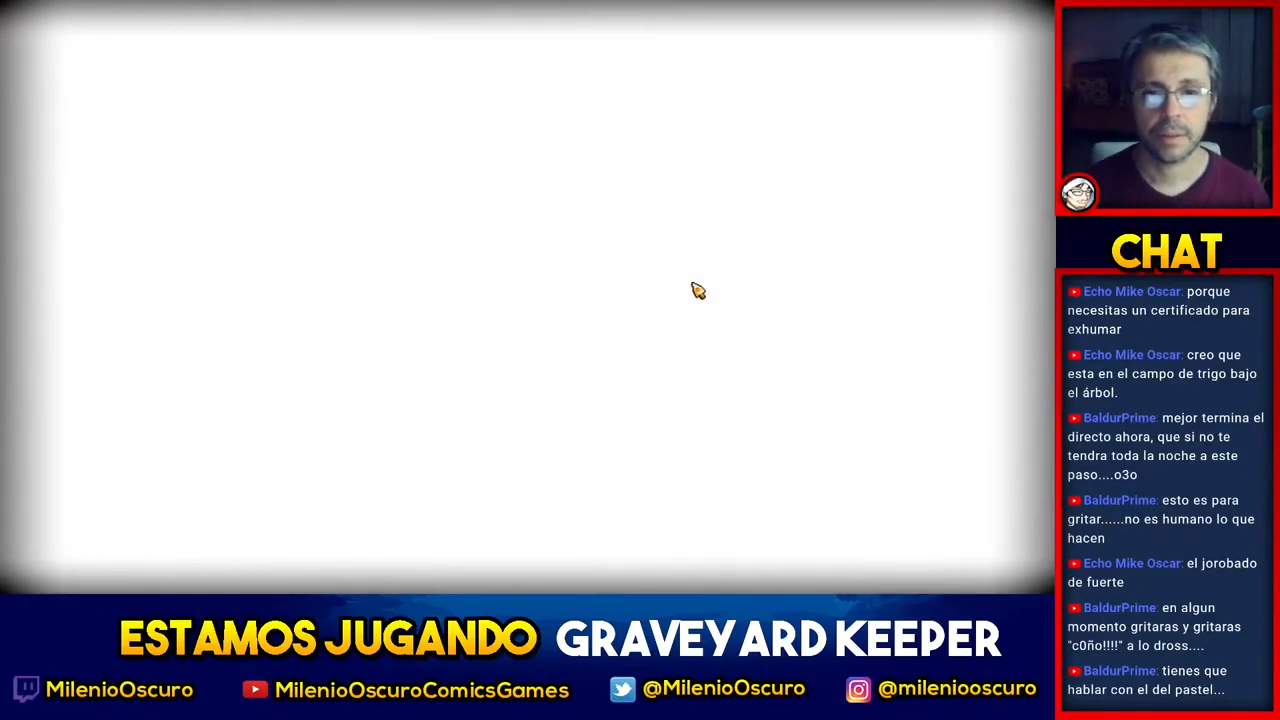 CHAT
Echo Mike Oscar: porque
necesitas un certificado para
exhumar
Echo Mike Oscar: creo que
esta en el campo de trigo bajo
el árbol.
BaldurPrime: mejor termina el
directo ahora, que si no te
tendra toda la noche a este
paso....o3o
BaldurPrime: esto es para
gritar......no es humano lo que
hacen
Echo Mike Oscar: el jorobado
de fuerte
BaldurPrime: en algun
momento gritaras y gritaras
"c0ño!!!!" a lo dross....
BaldurPrime: tienes que
hablar con el del pastel...
ESTAMOS JUGANDO GRAVEYARD KEEPER
MilenioOscuro MilenioOscuroComicsGames @MilenioOscuro @mileniooscuro